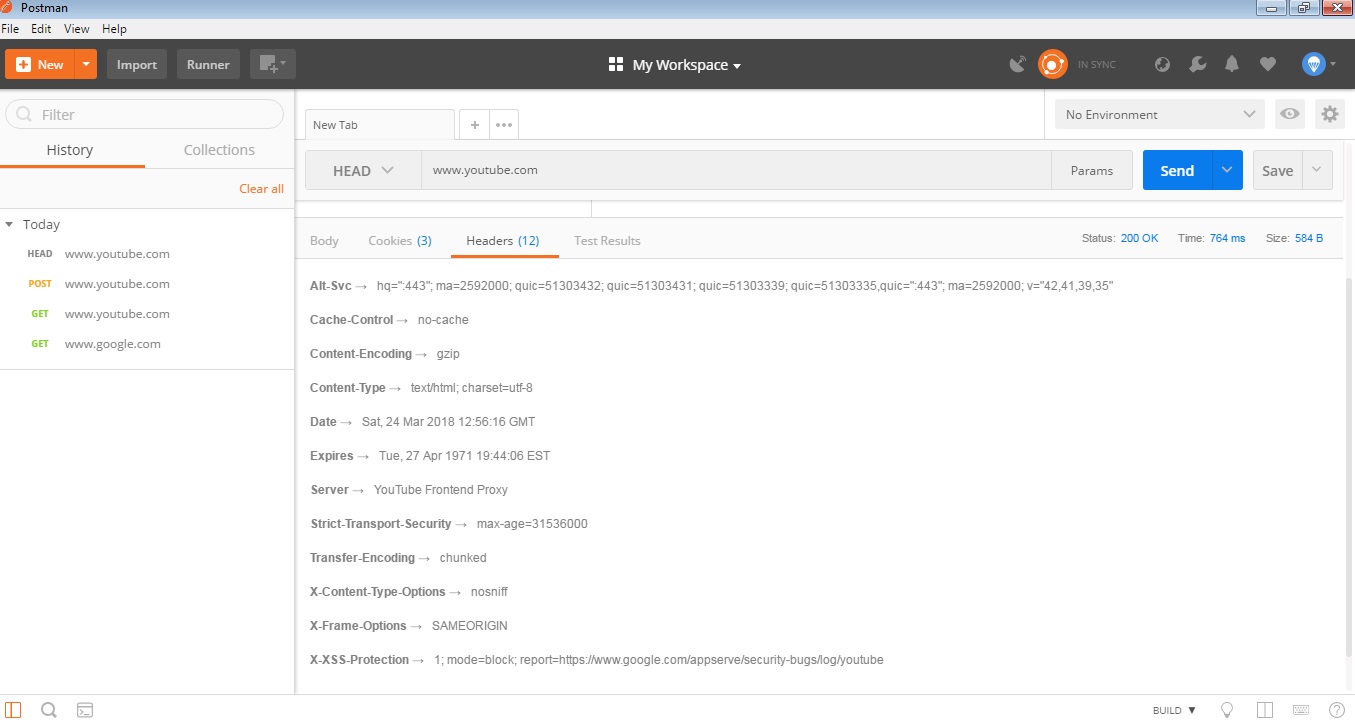 Postman
File Edit View Help
New Import Runner My Workspace IN SYNC
Filter
History Collections
Clear all
Today
HEAD www.youtube.com
POST www.youtube.com
GET www.youtube.com
GET www.google.com
New Tab + ••• No Environment
HEAD www.youtube.com Params Send Save
Body Cookies (3) Headers (12) Test Results Status: 200 OK Time: 764 ms Size: 584 B
Alt-Svc → hq=":443"; ma=2592000; quic=51303432; quic=51303431; quic=51303339; quic=51303335,quic=":443"; ma=2592000; v="42,41,39,35"
Cache-Control → no-cache
Content-Encoding → gzip
Content-Type → text/html; charset=utf-8
Date → Sat, 24 Mar 2018 12:56:16 GMT
Expires → Tue, 27 Apr 1971 19:44:06 EST
Server → YouTube Frontend Proxy
Strict-Transport-Security → max-age=31536000
Transfer-Encoding → chunked
X-Content-Type-Options → nosniff
X-Frame-Options → SAMEORIGIN
X-XSS-Protection → 1; mode=block; report=https://www.google.com/appserve/security-bugs/log/youtube
BUILD